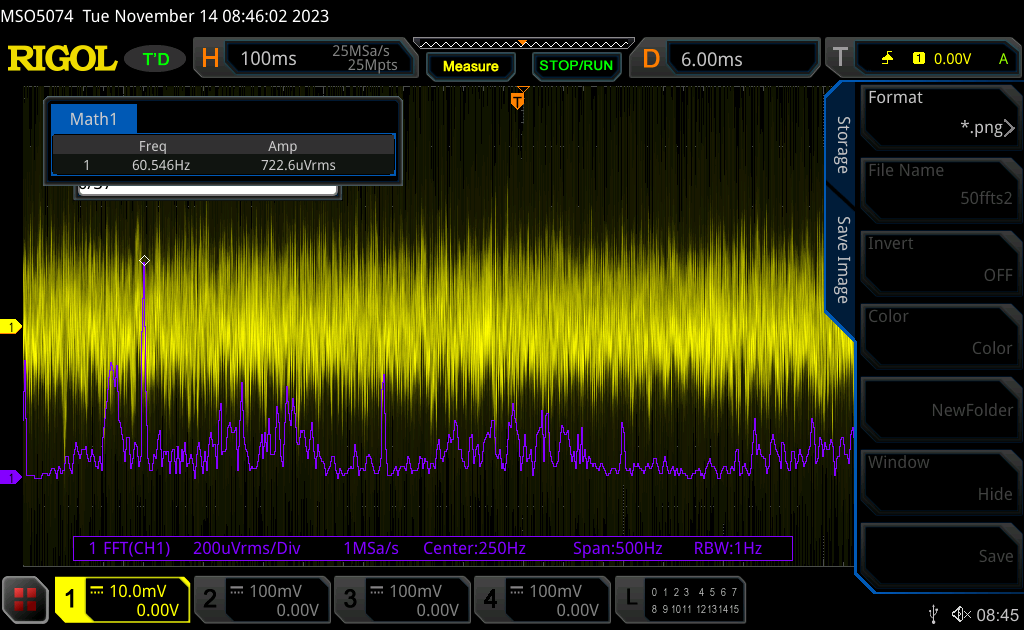 MSO5074 Tue November 14 08:46:02 2023
RIGOL T'D H 100ms 25MSa/s 25Mpts Measure STOP/RUN D 6.00ms T 1 0.00V A
T
Math1
Freq Amp
1 60.546Hz 722.6uVrms
Storage
Save Image
Format
*.png
File Name
50ffts2
Invert
OFF
Color
Color
NewFolder
Window
Hide
Save
1
1
1 FFT(CH1) 200uVrms/Div 1MSa/s Center:250Hz Span:500Hz RBW:1Hz
1 10.0mV 0.00V
2 100mV 0.00V
3 100mV 0.00V
4 100mV 0.00V
L 0 1 2 3 4 5 6 7
8 9 10 11 12 13 14 15
08:45